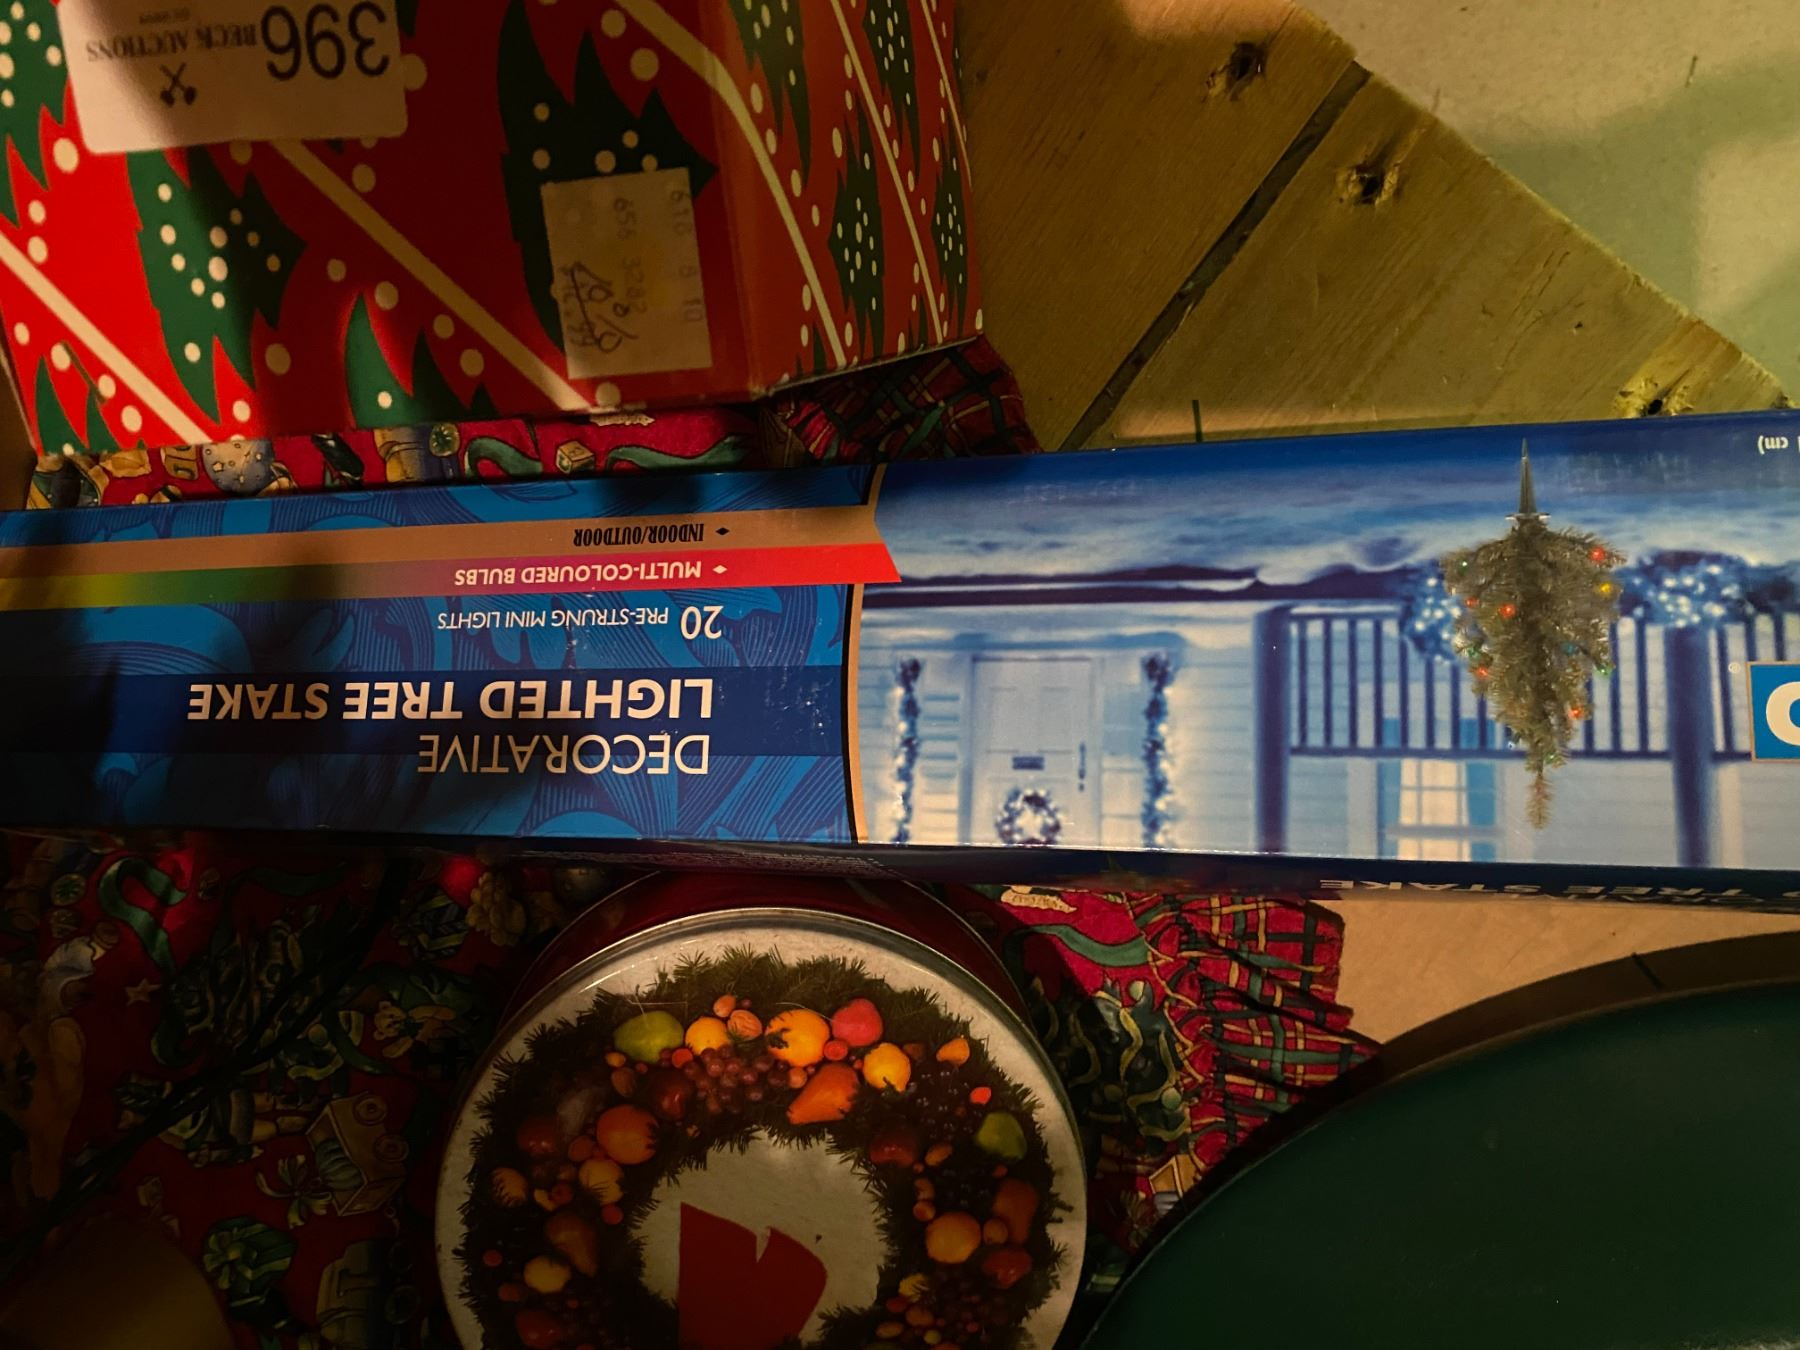 396
BECK AUCTIONS
DECORATIVE
LIGHTED TREE STAKE
20 PRE-STRUNG MINI LIGHTS
• MULTI-COLOURED BULBS
• INDOOR/OUTDOOR
cm)
TREE STAKE